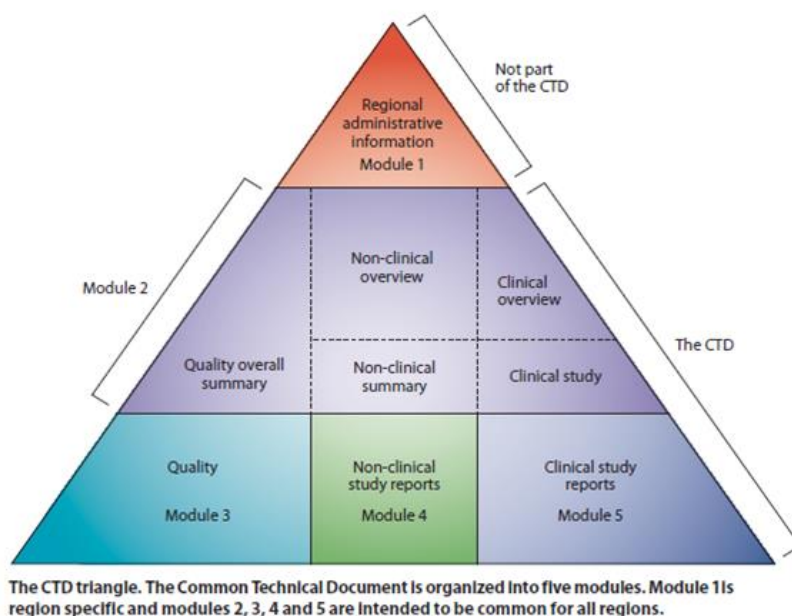 Not part
of the CTD
Regional
administrative
information
Module 1
Module 2
Non-clinical
overview
Clinical
overview
The CTD
Quality overall
summary
Non-clinical
summary
Clinical study
Quality
Module 3
Non-clinical
study reports
Module 4
Clinical study
reports
Module 5
The CTD triangle. The Common Technical Document is organized into five modules. Module 1 is
region specific and modules 2, 3, 4 and 5 are intended to be common for all regions.